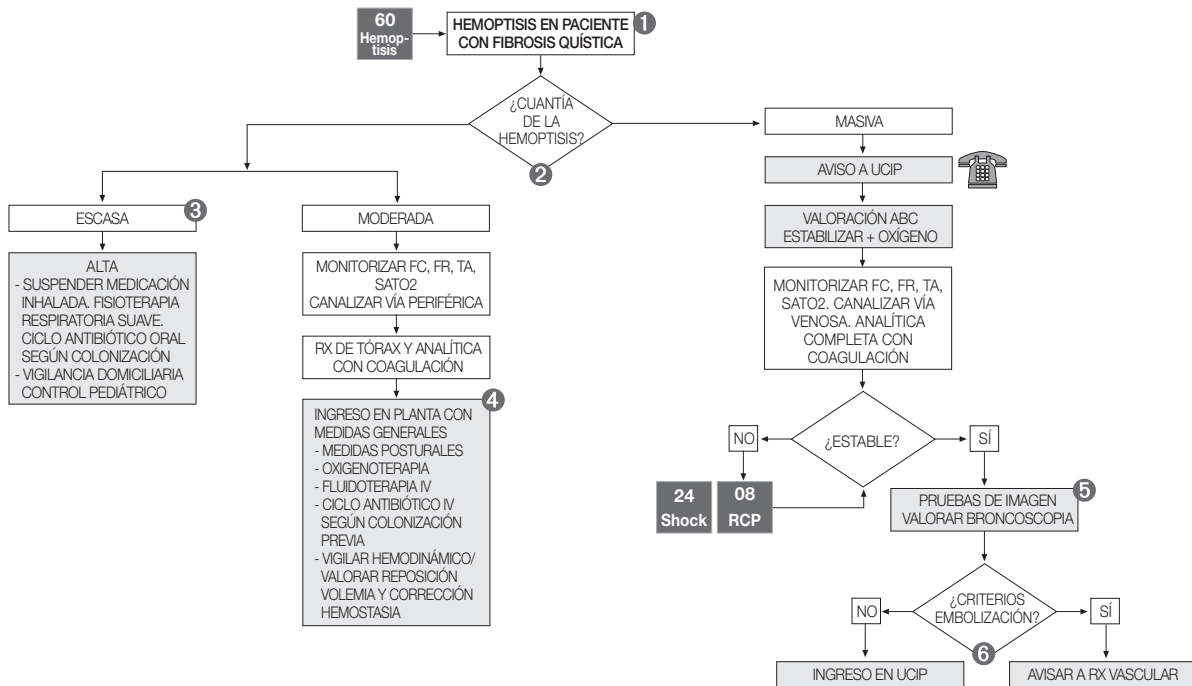 60
Hemop-
tisis
HEMOPTISIS EN PACIENTE
CON FIBROSIS QUÍSTICA
1
¿CUANTÍA
DE LA
HEMOPTISIS?
2
ESCASA
3
ALTA
- SUSPENDER MEDICACIÓN
INHALADA. FISIOTERAPIA
RESPIRATORIA SUAVE.
CICLO ANTIBIÓTICO ORAL
SEGÚN COLONIZACIÓN
- VIGILANCIA DOMICILIARIA
CONTROL PEDIÁTRICO
MODERADA
MONITORIZAR FC, FR, TA,
SATO2
CANALIZAR VÍA PERIFÉRICA
RX DE TÓRAX Y ANALÍTICA
CON COAGULACIÓN
4
INGRESO EN PLANTA CON
MEDIDAS GENERALES
- MEDIDAS POSTURALES
- OXIGENOTERAPIA
- FLUIDOTERAPIA IV
- CICLO ANTIBIÓTICO IV
SEGÚN COLONIZACIÓN
PREVIA
- VIGILAR HEMODINÁMICO/
VALORAR REPOSICIÓN
VOLEMIA Y CORRECCIÓN
HEMOSTASIA
MASIVA
AVISO A UCIP
VALORACIÓN ABC
ESTABILIZAR + OXÍGENO
MONITORIZAR FC, FR, TA,
SATO2. CANALIZAR VÍA
VENOSA. ANALÍTICA
COMPLETA CON
COAGULACIÓN
¿ESTABLE?
NO
SÍ
24
Shock
08
RCP
5
PRUEBAS DE IMAGEN
VALORAR BRONCOSCOPIA
¿CRITERIOS
EMBOLIZACIÓN?
6
NO
SÍ
INGRESO EN UCIP
AVISAR A RX VASCULAR